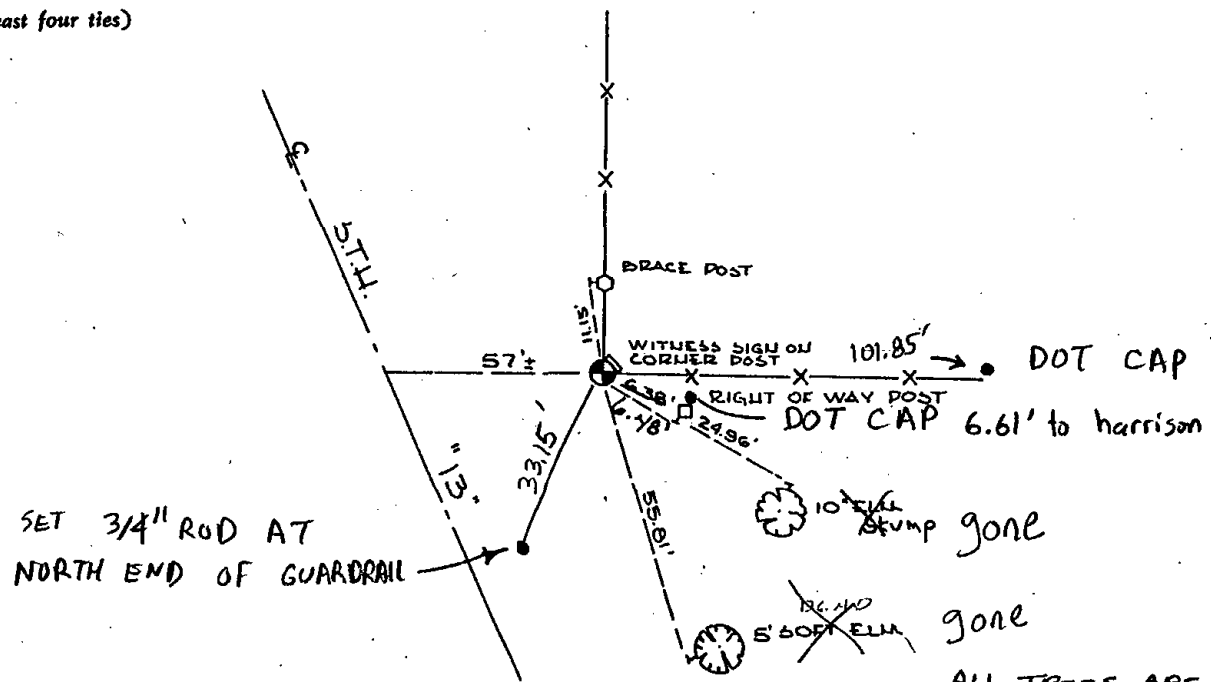 east four ties)
℄
S.T.H.
"13"
BRACE POST
11.15'
WITNESS SIGN ON
CORNER POST
101.85'
DOT CAP
57'±
6.38'
RIGHT OF WAY POST
DOT CAP 6.61' to harrison
24.96'
33.15'
55.81'
SET 3/4" ROD AT
NORTH END OF GUARDRAIL
10" ELM
STUMP gone
5' SOFT ELM gone
ALL TREES ARE